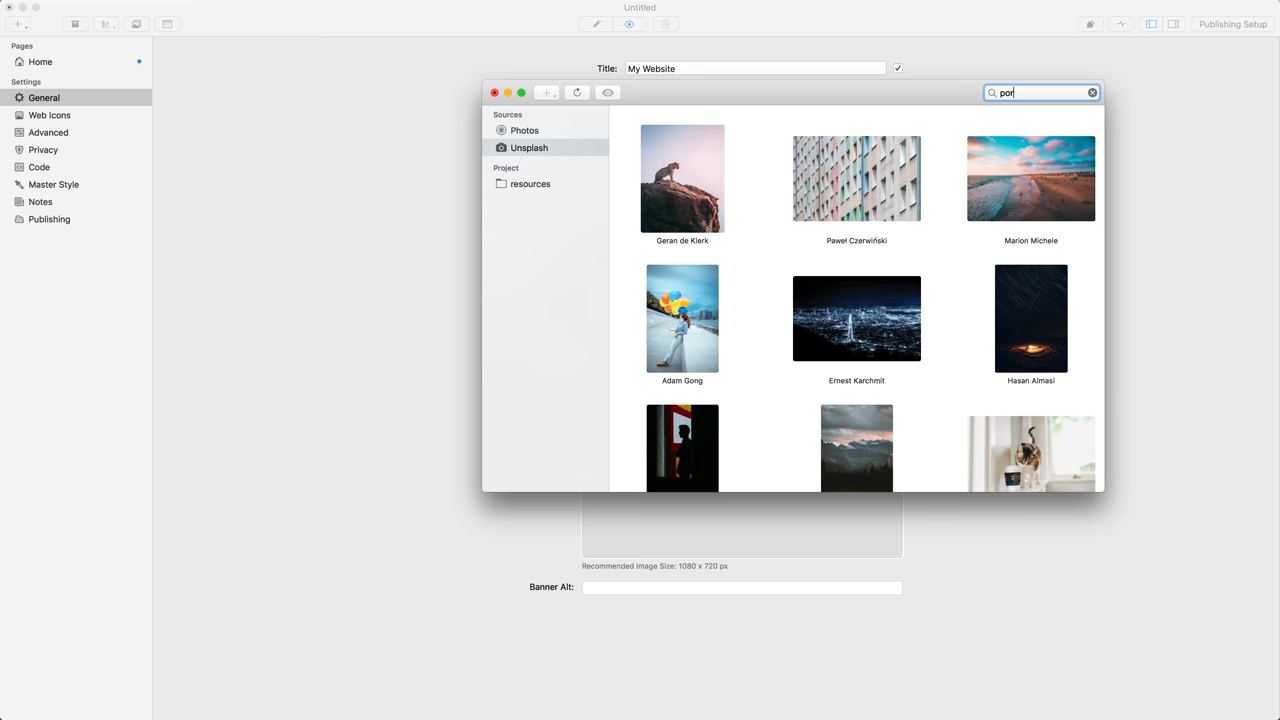 Untitled
Publishing Setup
Pages
Home
Settings
General
Web Icons
Advanced
Privacy
Code
Master Style
Notes
Publishing
Title:
My Website
por
Sources
Photos
Unsplash
Project
resources
Geran de Klerk
Paweł Czerwiński
Marion Michele
Adam Gong
Ernest Karchmit
Hasan Almasi
Recommended Image Size: 1080 x 720 px
Banner Alt: